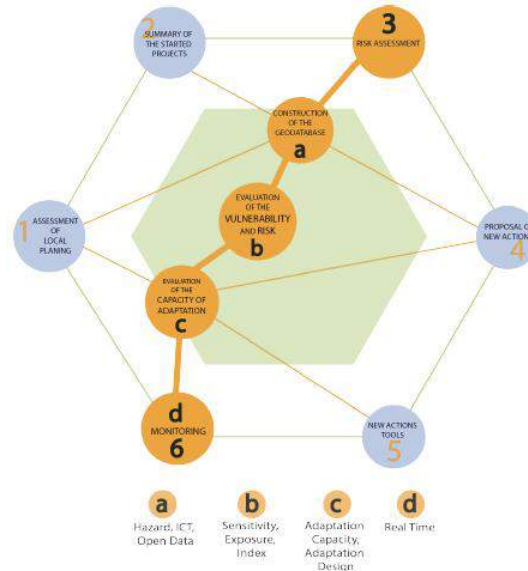 2
SUMMARY OF
THE STARTED
PROJECTS
3
RISK ASSESSMENT
CONSTRUCTION
OF THE
GEODATABASE
a
1
ASSESSMENT
OF
LOCAL
PLANING
EVALUATION
OF THE
VULNERABILITY
AND RISK
b
PROPOSAL O
NEW ACTION
4
EVALUATION
OF THE
CAPACITY OF
ADAPTATION
c
d
MONITORING
6
NEW ACTIONS
TOOLS
5
a
Hazard, ICT,
Open Data
b
Sensitivity,
Exposure,
Index
c
Adaptation
Capacity,
Adaptation
Design
d
Real Time